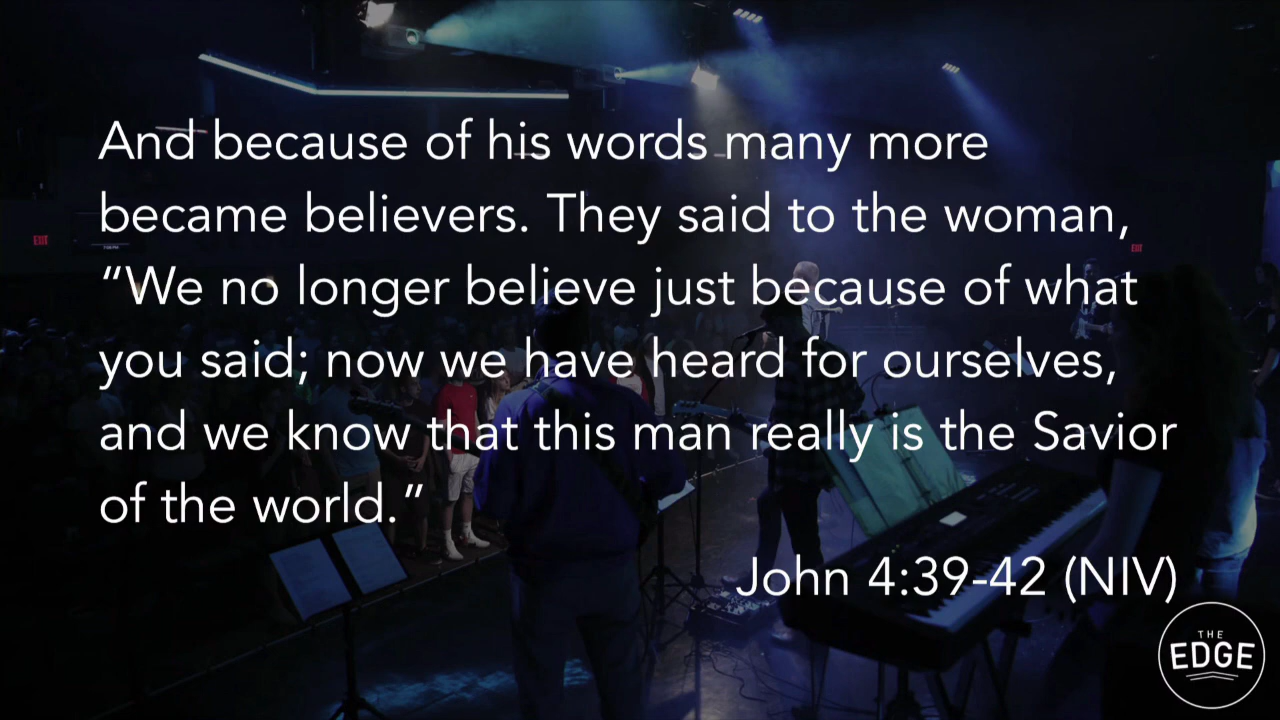 And because of his words many more
became believers. They said to the woman,
“We no longer believe just because of what
you said; now we have heard for ourselves,
and we know that this man really is the Savior
of the world.”
John 4:39-42 (NIV)
EXIT
EXIT
THE
EDGE